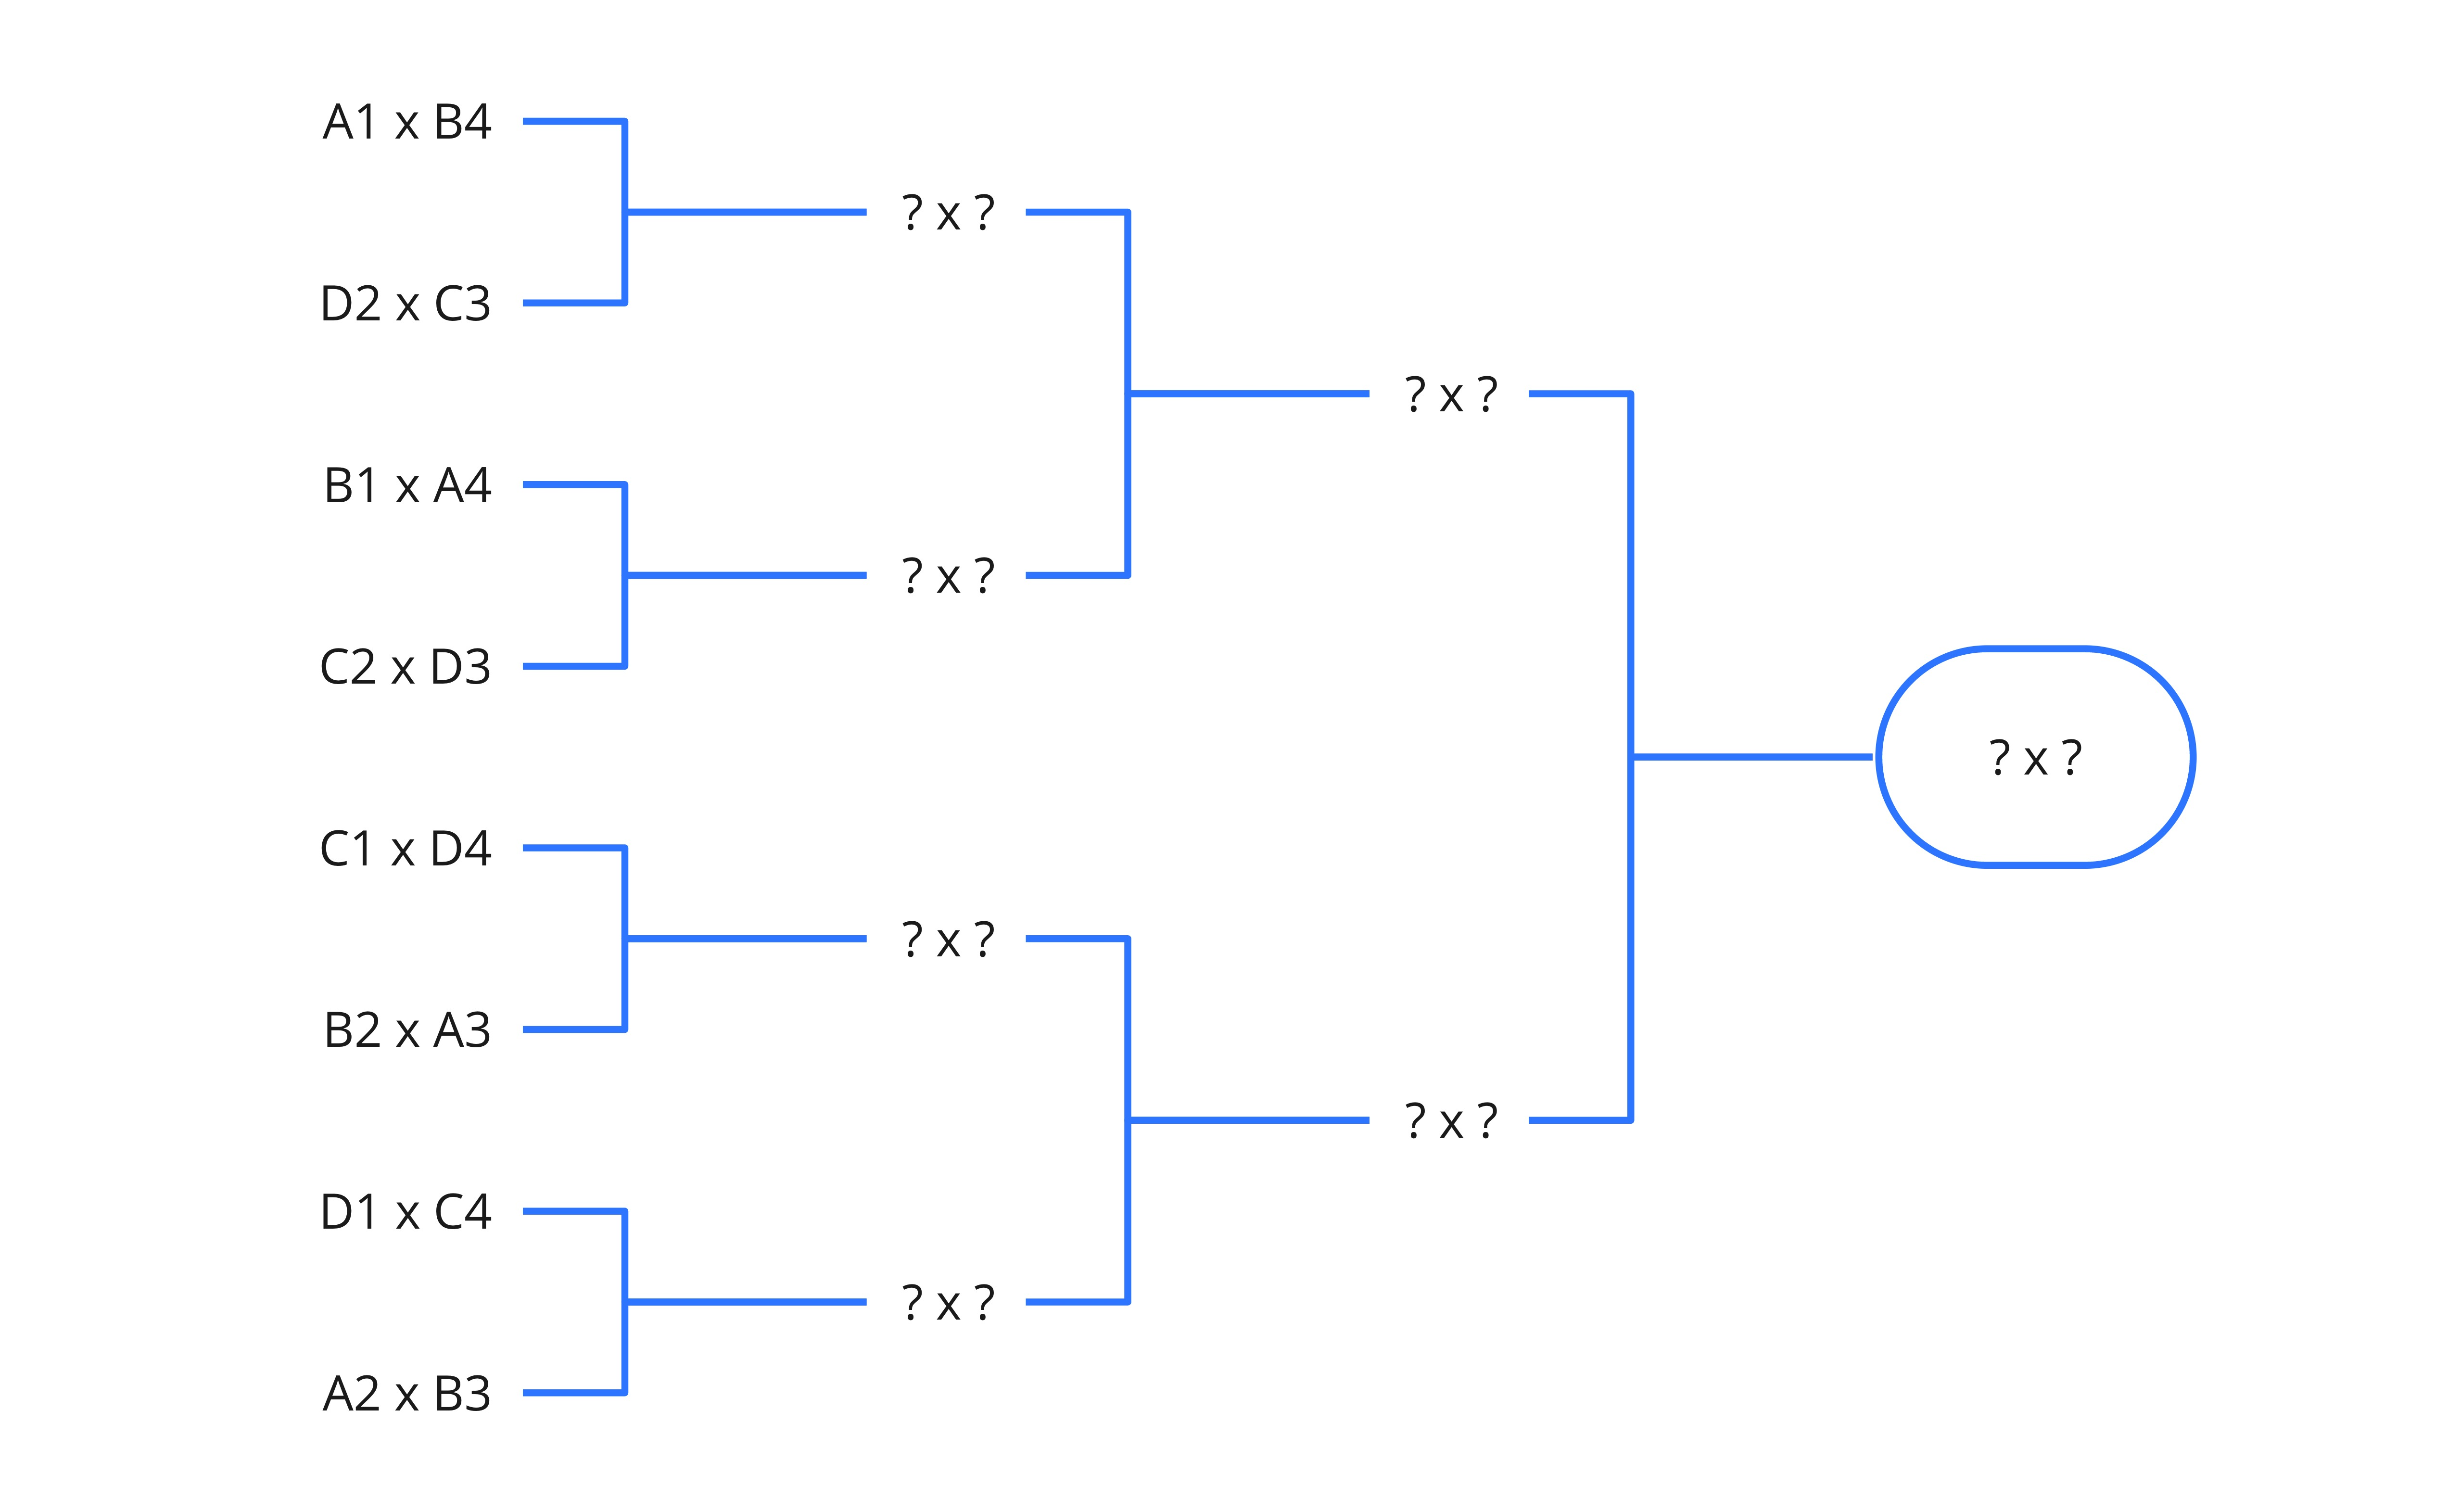 A1 x B4
? x ?
D2 x C3
? x ?
B1 x A4
? x ?
C2 x D3
? x ?
C1 x D4
? x ?
B2 x A3
? x ?
D1 x C4
? x ?
A2 x B3